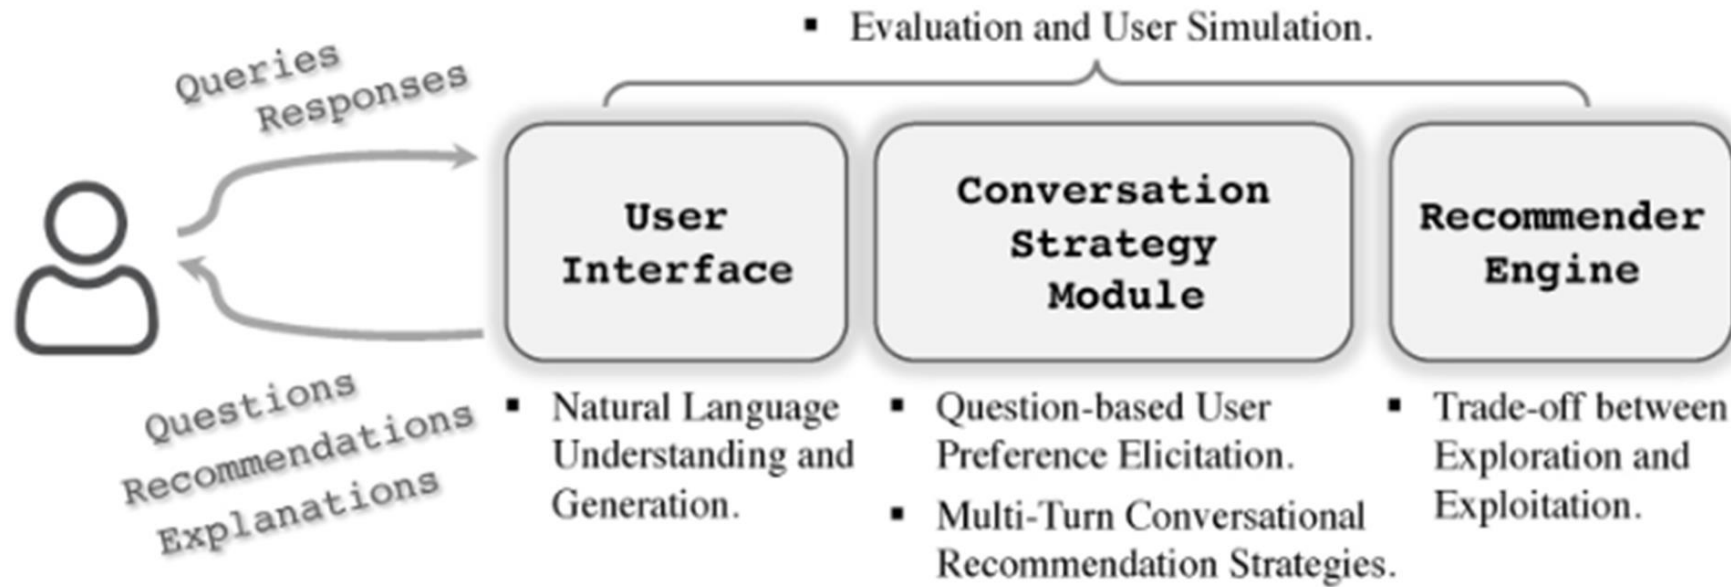 ▪ Evaluation and User Simulation.
Queries
Responses
User
Interface
Conversation
Strategy
Module
Recommender
Engine
Questions
Recommendations
Explanations
▪ Natural Language
Understanding and
Generation.
▪ Question-based User
Preference Elicitation.
▪ Multi-Turn Conversational
Recommendation Strategies.
▪ Trade-off between
Exploration and
Exploitation.